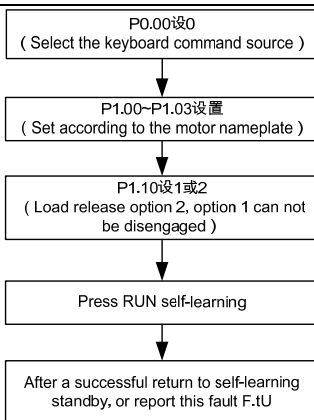 P0.00设0
( Select the keyboard command source )
P1.00~P1.03设置
( Set according to the motor nameplate )
P1.10设1或2
( Load release option 2, option 1 can not
be disengaged )
Press RUN self-learning
After a successful return to self-learning
standby, or report this fault F.tU